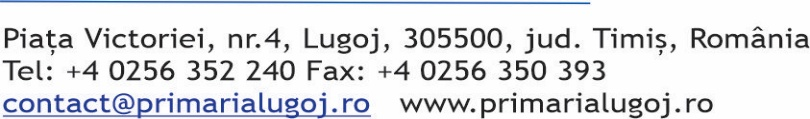 Piața Victoriei, nr.4, Lugoj, 305500, jud. Timiș, România
Tel: +4 0256 352 240 Fax: +4 0256 350 393
contact@primarialugoj.ro www.primarialugoj.ro